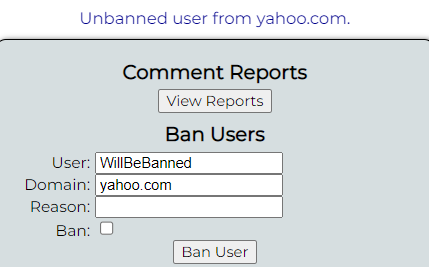 Unbanned user from yahoo.com.
Comment Reports
View Reports
Ban Users
User: WillBeBanned
Domain: yahoo.com
Reason:
Ban:
Ban User